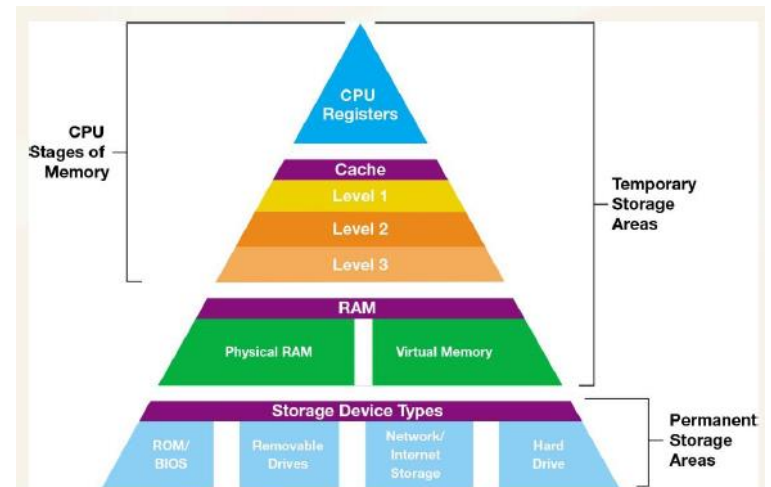 CPU
Registers
CPU
Stages of
Memory
Cache
Level 1
Level 2
Level 3
Temporary
Storage
Areas
RAM
Physical RAM
Virtual Memory
Storage Device Types
ROM/
BIOS
Removable
Drives
Network/
Internet
Storage
Hard
Drive
Permanent
Storage
Areas